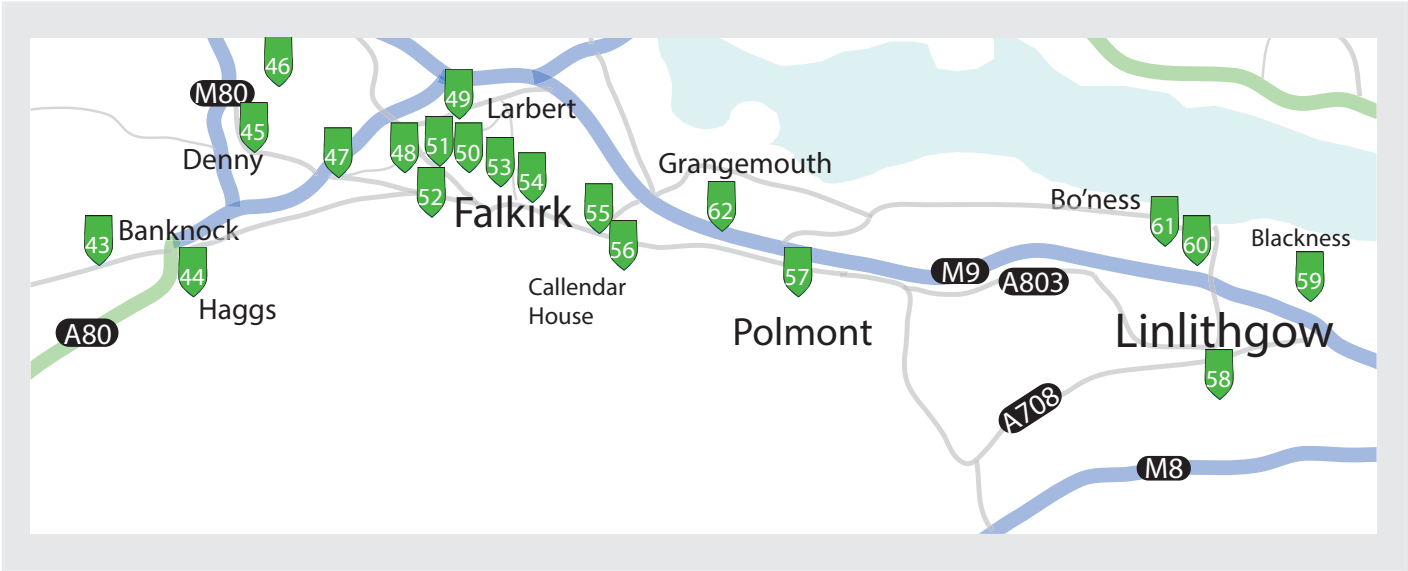 46
M80
49
45
Larbert
47
48
51
50
53
54
Denny
52
Grangemouth
Falkirk
55
62
Bo’ness
61
60
43
Banknock
56
Blackness
44
57
M9
A803
59
Callendar
House
Haggs
A80
Polmont
Linlithgow
58
A708
M8